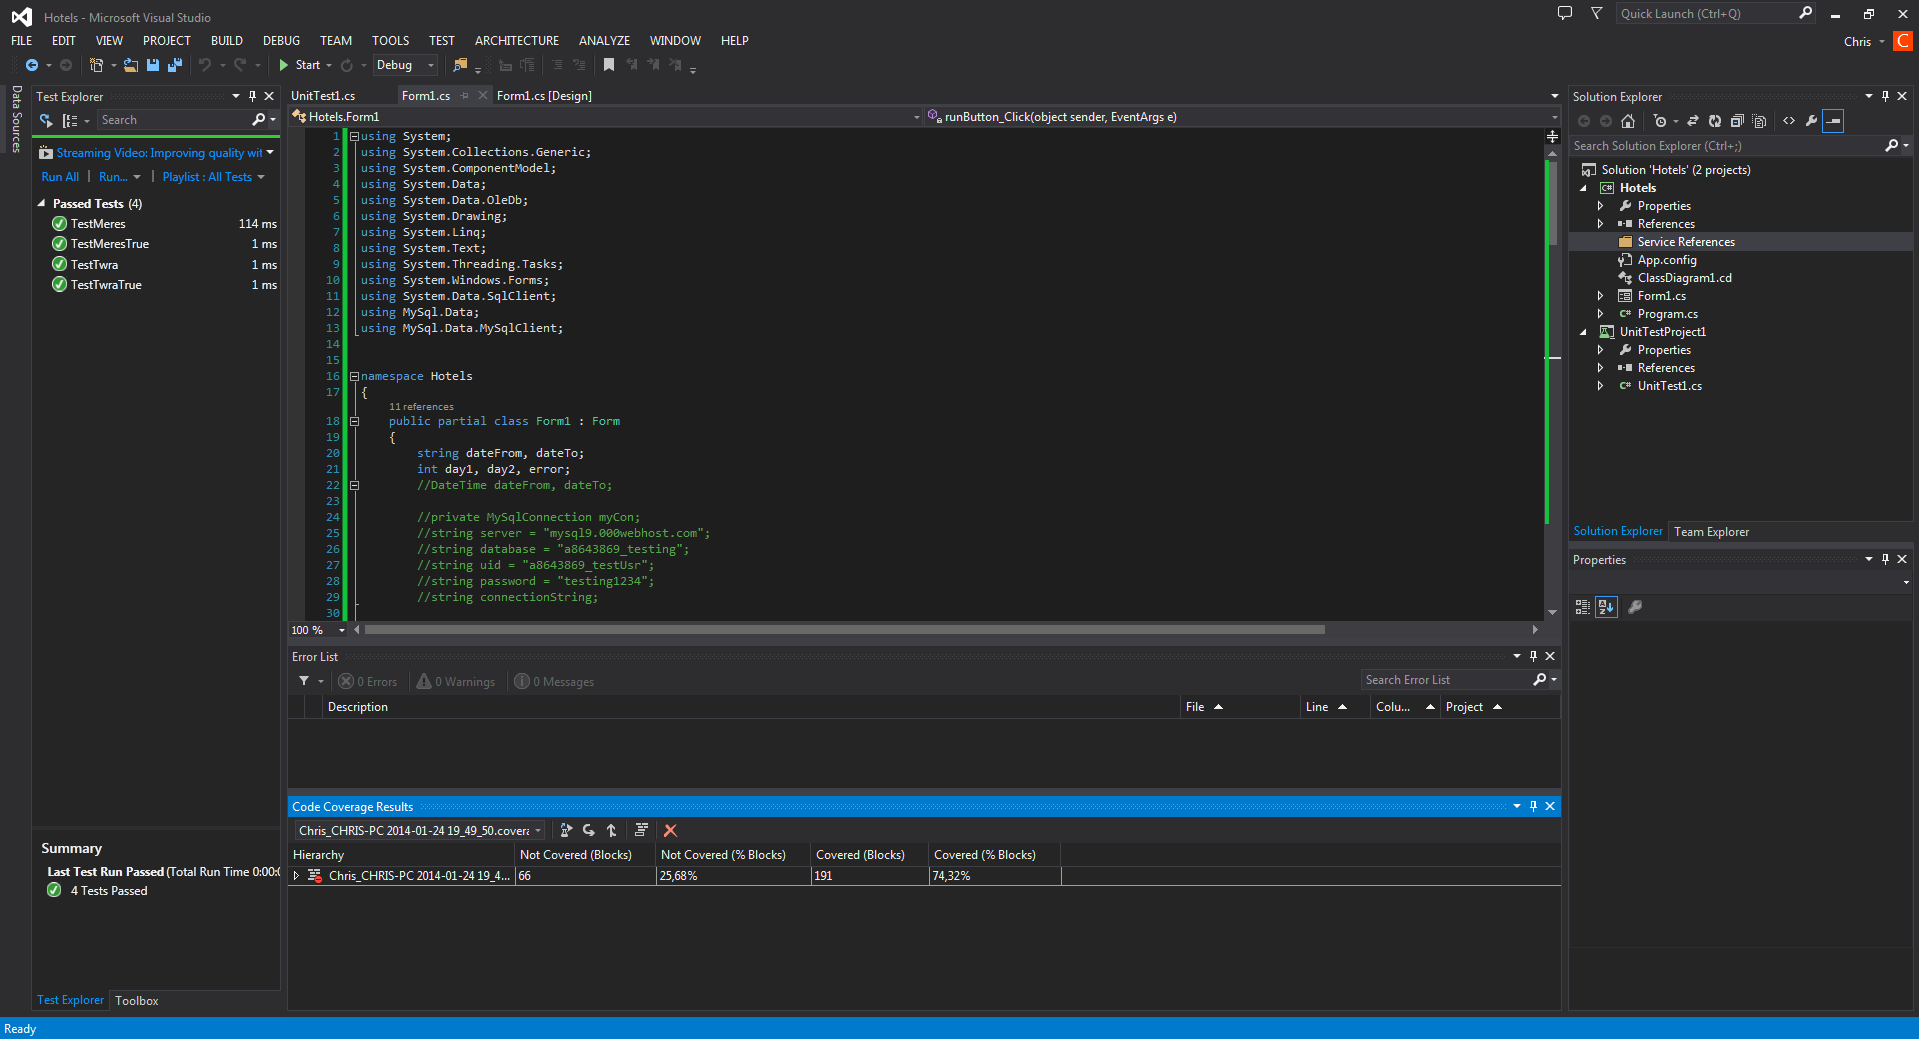 Hotels - Microsoft Visual Studio
Quick Launch (Ctrl+Q)
FILE EDIT VIEW PROJECT BUILD DEBUG TEAM TOOLS TEST ARCHITECTURE ANALYZE WINDOW HELP
Chris C
Start Debug
Data Sources
Test Explorer
Search
Streaming Video: Improving quality wit
Run All | Run... | Playlist : All Tests
Passed Tests (4)
TestMeres 114 ms
TestMeresTrue 1 ms
TestTwra 1 ms
TestTwraTrue 1 ms
Summary
Last Test Run Passed (Total Run Time 0:00:0
4 Tests Passed
Test Explorer Toolbox
UnitTest1.cs Form1.cs Form1.cs [Design]
Hotels.Form1 runButton_Click(object sender, EventArgs e)
1 using System;
2 using System.Collections.Generic;
3 using System.ComponentModel;
4 using System.Data;
5 using System.Data.OleDb;
6 using System.Drawing;
7 using System.Linq;
8 using System.Text;
9 using System.Threading.Tasks;
10 using System.Windows.Forms;
11 using System.Data.SqlClient;
12 using MySql.Data;
13 using MySql.Data.MySqlClient;
14
15
16 namespace Hotels
17 {
11 references
18 public partial class Form1 : Form
19 {
20 string dateFrom, dateTo;
21 int day1, day2, error;
22 //DateTime dateFrom, dateTo;
23
24 //private MySqlConnection myCon;
25 //string server = "mysql9.000webhost.com";
26 //string database = "a8643869_testing";
27 //string uid = "a8643869_testUsr";
28 //string password = "testing1234";
29 //string connectionString;
30
100 %
Error List
0 Errors 0 Warnings 0 Messages
Search Error List
Description File Line Colu... Project
Code Coverage Results
Chris_CHRIS-PC 2014-01-24 19_49_50.covera
Hierarchy Not Covered (Blocks) Not Covered (% Blocks) Covered (Blocks) Covered (% Blocks)
Chris_CHRIS-PC 2014-01-24 19_4... 66 25,68% 191 74,32%
Solution Explorer
Search Solution Explorer (Ctrl+;)
Solution 'Hotels' (2 projects)
Hotels
Properties
References
Service References
App.config
ClassDiagram1.cd
Form1.cs
Program.cs
UnitTestProject1
Properties
References
UnitTest1.cs
Solution Explorer Team Explorer
Properties
Ready